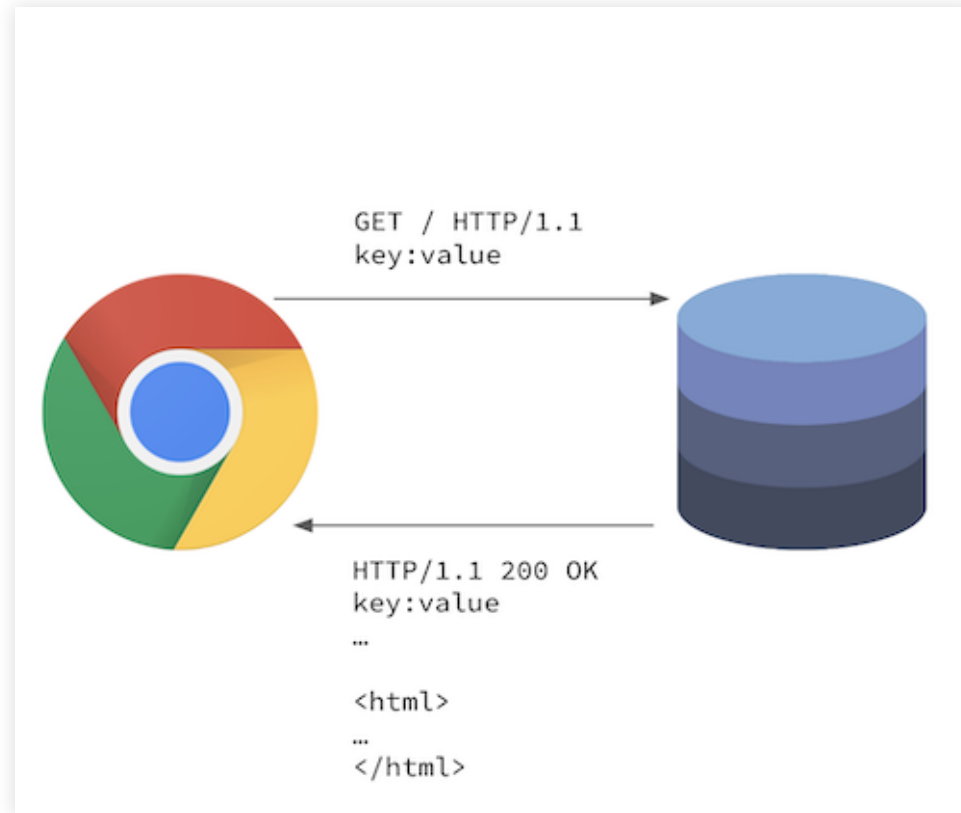 GET / HTTP/1.1
key:value
HTTP/1.1 200 OK
key:value
…
<html>
…
</html>